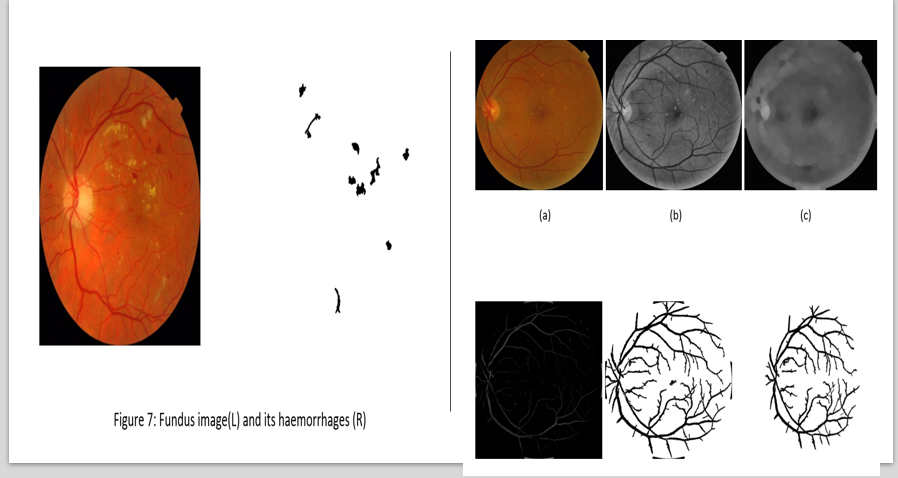 (a)
(b)
(c)
Figure 7: Fundus image(L) and its haemorrhages (R)